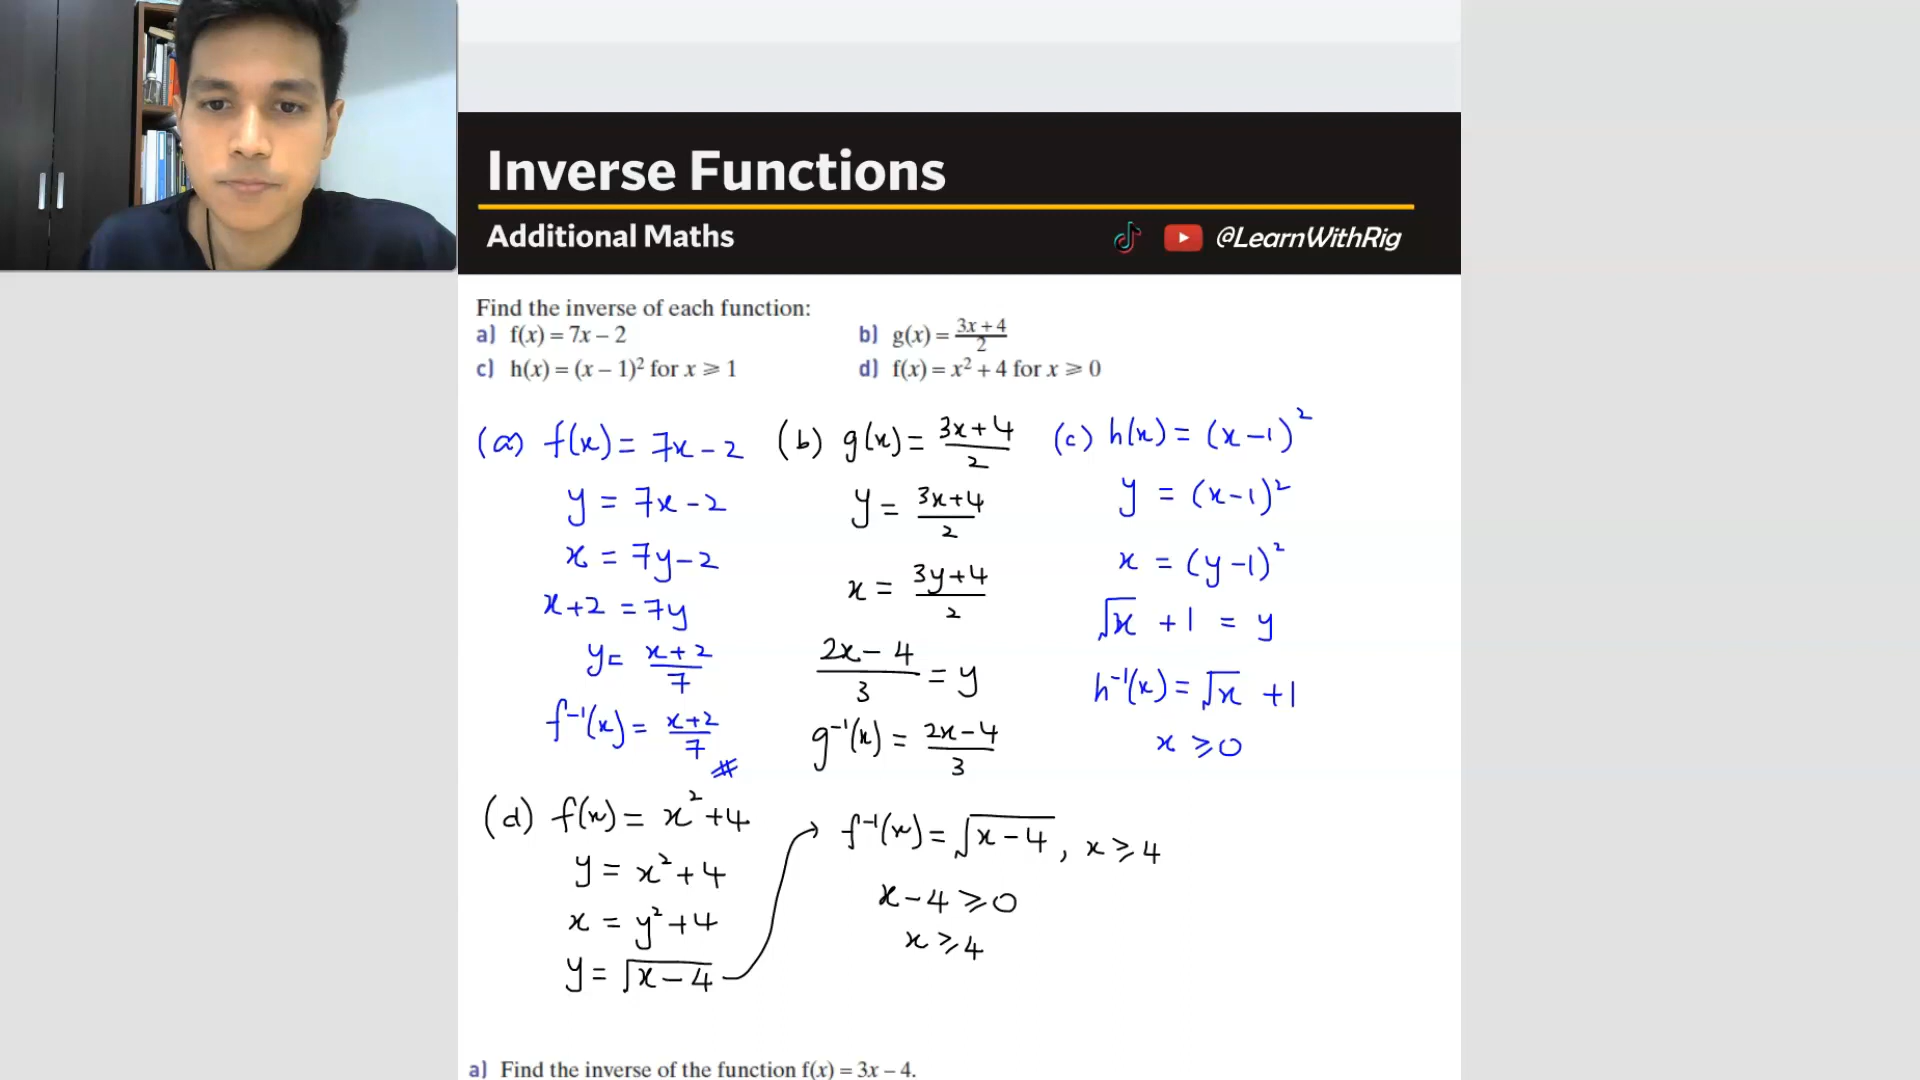 Inverse Functions
Additional Maths
@LearnWithRig
Find the inverse of each function:
a) f(x) = 7x – 2
b) g(x) = (3x + 4)/2
c) h(x) = (x – 1)² for x ⩾ 1
d) f(x) = x² + 4 for x ⩾ 0
(a) f(x) = 7x – 2
y = 7x – 2
x = 7y – 2
x + 2 = 7y
y = (x + 2)/7
f⁻¹(x) = (x + 2)/7 #
(b) g(x) = (3x + 4)/2
y = (3x + 4)/2
x = (3y + 4)/2
(2x – 4)/3 = y
g⁻¹(x) = (2x – 4)/3
(c) h(x) = (x – 1)²
y = (x – 1)²
x = (y – 1)²
√x + 1 = y
h⁻¹(x) = √x + 1
x ⩾ 0
(d) f(x) = x² + 4
y = x² + 4
x = y² + 4
y = √(x – 4)
→ f⁻¹(x) = √(x – 4), x ⩾ 4
x – 4 ⩾ 0
x ⩾ 4
a) Find the inverse of the function f(x) = 3x – 4.